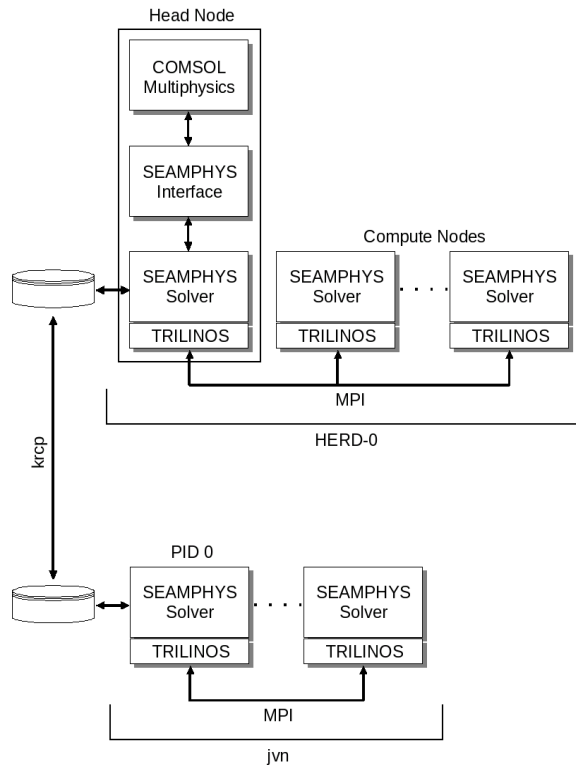 Head Node
COMSOL
Multiphysics
SEAMPHYS
Interface
Compute Nodes
SEAMPHYS
Solver
TRILINOS
SEAMPHYS
Solver
TRILINOS
. . . . .
SEAMPHYS
Solver
TRILINOS
MPI
HERD-0
krcp
PID 0
SEAMPHYS
Solver
TRILINOS
. . . . .
SEAMPHYS
Solver
TRILINOS
MPI
jvn